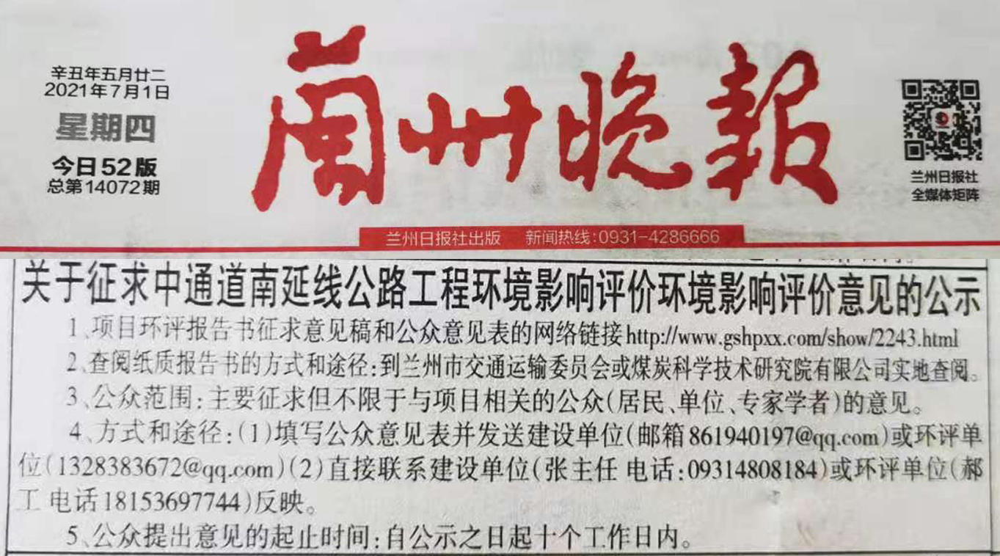 辛丑年五月廿二
2021年7月1日
星期四
今日52版
总第14072期
蘭州晚報
兰州日报社
全媒体矩阵
兰州日报社出版 新闻热线:0931-4286666
关于征求中通道南延线公路工程环境影响评价环境影响评价意见的公示
1、项目环评报告书征求意见稿和公众意见表的网络链接http://www.gshpxx.com/show/2243.html
2、查阅纸质报告书的方式和途径:到兰州市交通运输委员会或煤炭科学技术研究院有限公司实地查阅。
3、公众范围:主要征求但不限于与项目相关的公众(居民、单位、专家学者)的意见。
4、方式和途径:(1)填写公众意见表并发送建设单位(邮箱861940197@qq.com)或环评单
位(1328383672@qq.com)(2)直接联系建设单位(张主任 电话:09314808184)或环评单位(郝
工 电话18153697744)反映。
5、公众提出意见的起止时间:自公示之日起十个工作日内。